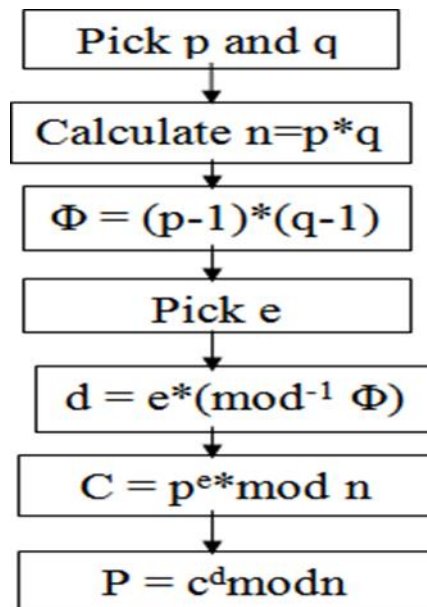 Pick p and q
Calculate n=p*q
Φ = (p-1)*(q-1)
Pick e
d = e*(mod⁻¹ Φ)
C = pᵉ*mod n
P = cᵈmodn